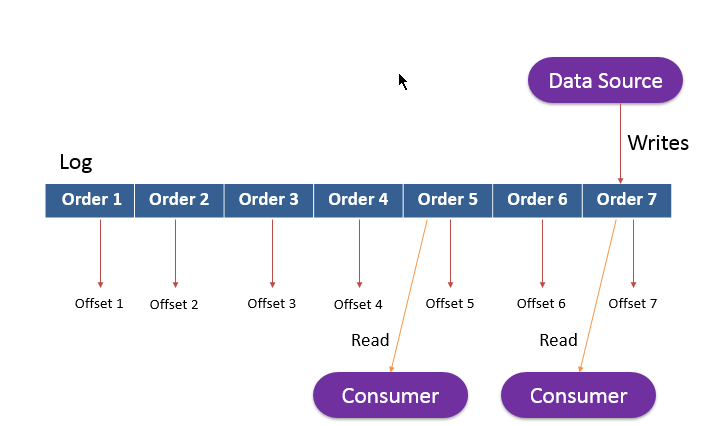 Data Source
Writes
Log
Order 1 Order 2 Order 3 Order 4 Order 5 Order 6 Order 7
Offset 1 Offset 2 Offset 3 Offset 4 Offset 5 Offset 6 Offset 7
Read Read
Consumer Consumer